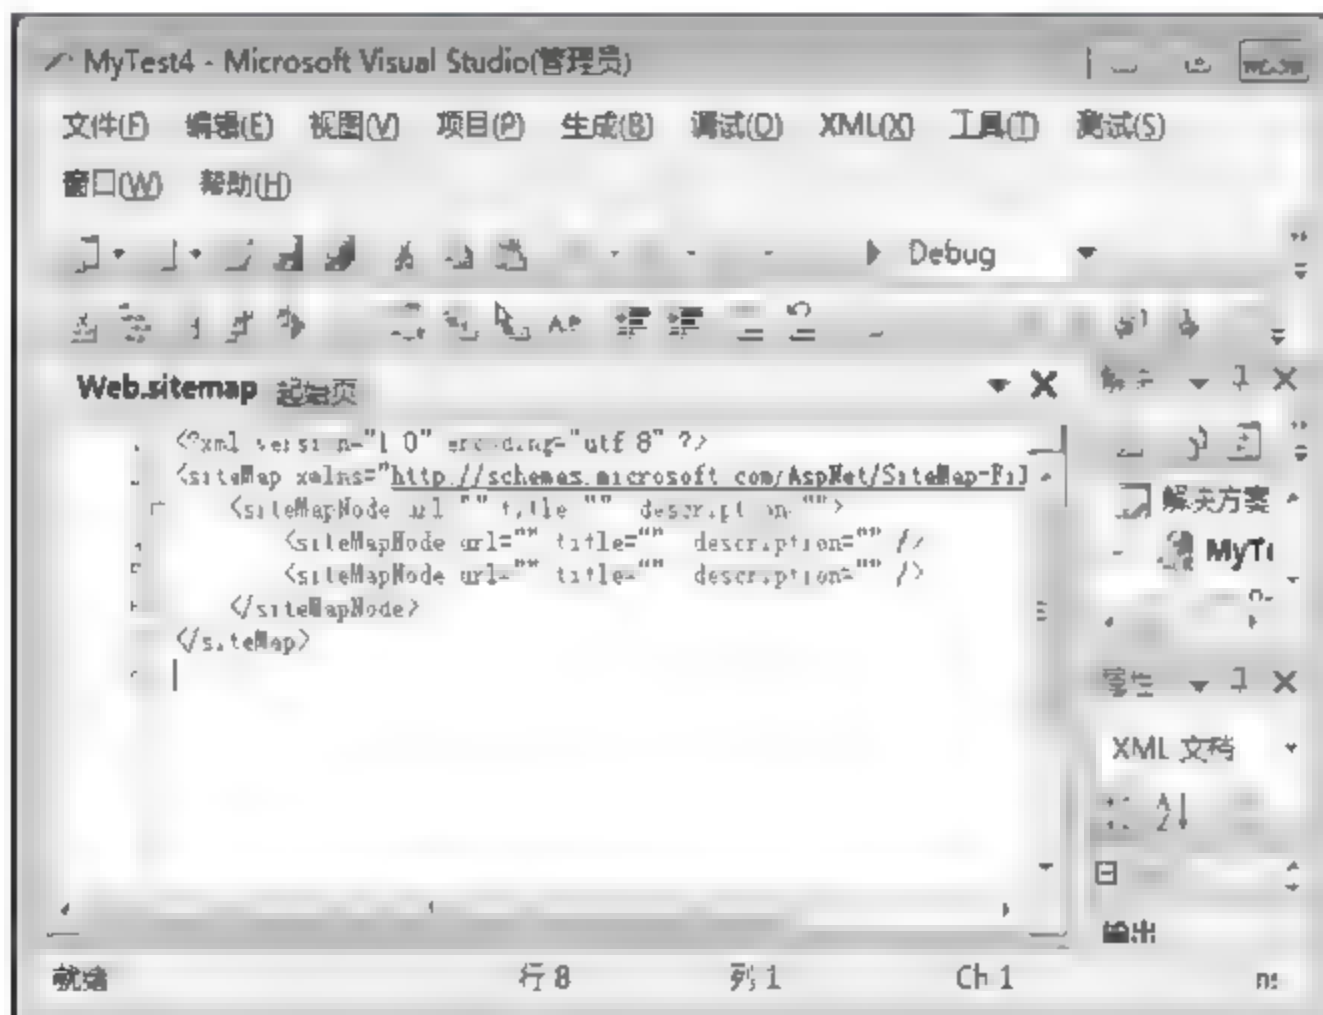 MyTest4 - Microsoft Visual Studio(管理员)
文件(F) 编辑(E) 视图(V) 项目(P) 生成(B) 调试(D) XML(X) 工具(T) 测试(S)
窗口(W) 帮助(H)
Debug
Web.sitemap 起始页
<?xml version="1.0" encoding="utf-8" ?>
<siteMap xmlns="http://schemas.microsoft.com/AspNet/SiteMap-Fil
<siteMapNode url="" title="" description="">
<siteMapNode url="" title="" description="" />
<siteMapNode url="" title="" description="" />
</siteMapNode>
</siteMap>
解决方案
MyT
属性
XML 文档
输出
就绪 行 8 列 1 Ch 1